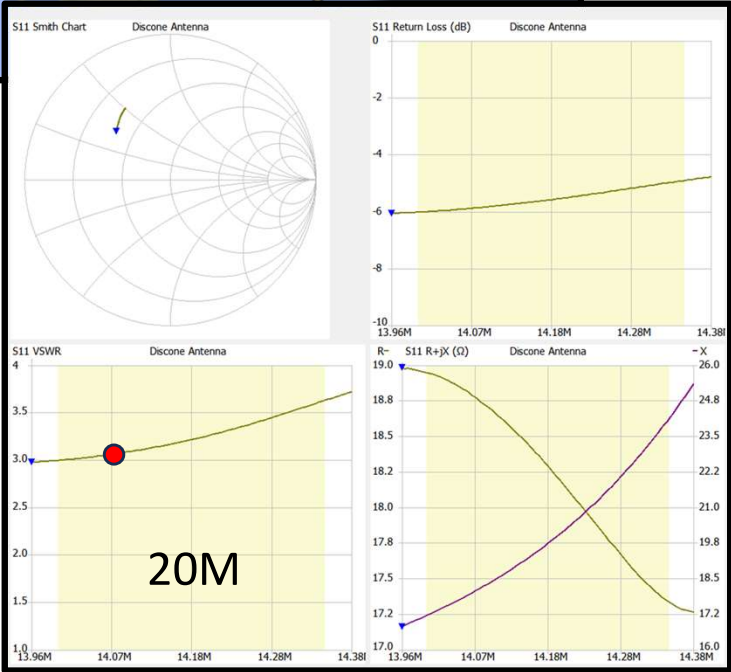 S11 Smith Chart Discone Antenna
S11 Return Loss (dB) Discone Antenna
0
-2
-4
-6
-8
-10
13.96M 14.07M 14.18M 14.28M 14.38M
S11 VSWR Discone Antenna
4
3.5
3.0
2.5
2.0
1.5
1.0
20M
13.96M 14.07M 14.18M 14.28M 14.38M
R- S11 R+jX (Ω) Discone Antenna -X
19.0 26.0
18.8 24.8
18.5 23.5
18.2 22.2
18.0 21.0
17.8 19.8
17.5 18.5
17.2 17.2
17.0 16.0
13.96M 14.07M 14.18M 14.28M 14.38M